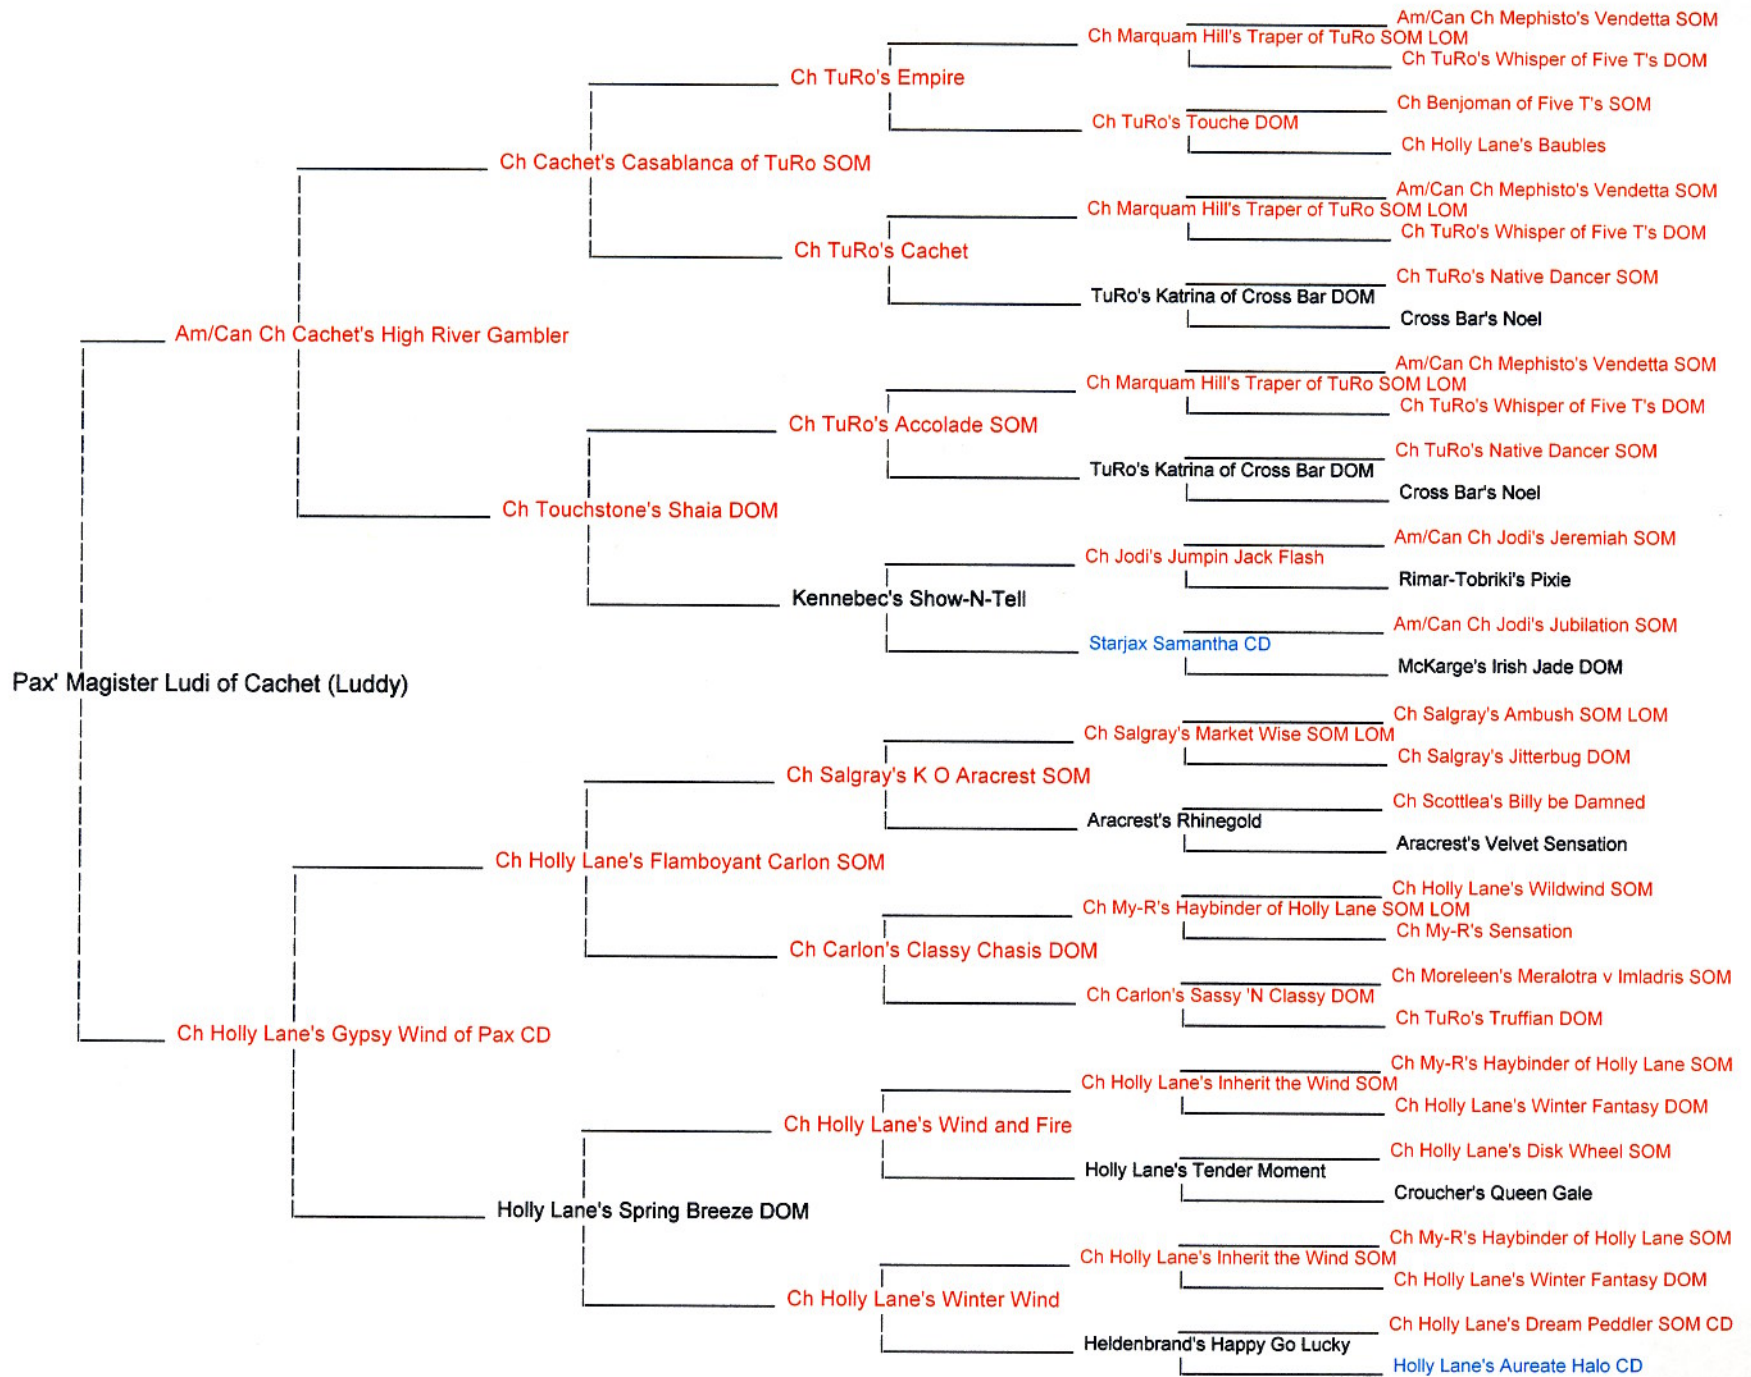 Am/Can Ch Mephisto's Vendetta SOM
Ch Marquam Hill's Traper of TuRo SOM LOM
Ch TuRo's Whisper of Five T's DOM
Ch TuRo's Empire
Ch Benjoman of Five T's SOM
Ch TuRo's Touche DOM
Ch Holly Lane's Baubles
Ch Cachet's Casablanca of TuRo SOM
Am/Can Ch Mephisto's Vendetta SOM
Ch Marquam Hill's Traper of TuRo SOM LOM
Ch TuRo's Whisper of Five T's DOM
Ch TuRo's Cachet
Ch TuRo's Native Dancer SOM
TuRo's Katrina of Cross Bar DOM
Cross Bar's Noel
Am/Can Ch Cachet's High River Gambler
Am/Can Ch Mephisto's Vendetta SOM
Ch Marquam Hill's Traper of TuRo SOM LOM
Ch TuRo's Whisper of Five T's DOM
Ch TuRo's Accolade SOM
Ch TuRo's Native Dancer SOM
TuRo's Katrina of Cross Bar DOM
Cross Bar's Noel
Ch Touchstone's Shaia DOM
Am/Can Ch Jodi's Jeremiah SOM
Ch Jodi's Jumpin Jack Flash
Rimar-Tobriki's Pixie
Kennebec's Show-N-Tell
Am/Can Ch Jodi's Jubilation SOM
Starjax Samantha CD
McKarge's Irish Jade DOM
Pax' Magister Ludi of Cachet (Luddy)
Ch Salgray's Ambush SOM LOM
Ch Salgray's Market Wise SOM LOM
Ch Salgray's Jitterbug DOM
Ch Salgray's K O Aracrest SOM
Ch Scottlea's Billy be Damned
Aracrest's Rhinegold
Aracrest's Velvet Sensation
Ch Holly Lane's Flamboyant Carlon SOM
Ch Holly Lane's Wildwind SOM
Ch My-R's Haybinder of Holly Lane SOM LOM
Ch My-R's Sensation
Ch Carlon's Classy Chasis DOM
Ch Moreleen's Meralotra v Imladris SOM
Ch Carlon's Sassy 'N Classy DOM
Ch TuRo's Truffian DOM
Ch Holly Lane's Gypsy Wind of Pax CD
Ch My-R's Haybinder of Holly Lane SOM
Ch Holly Lane's Inherit the Wind SOM
Ch Holly Lane's Winter Fantasy DOM
Ch Holly Lane's Wind and Fire
Ch Holly Lane's Disk Wheel SOM
Holly Lane's Tender Moment
Croucher's Queen Gale
Holly Lane's Spring Breeze DOM
Ch My-R's Haybinder of Holly Lane SOM
Ch Holly Lane's Inherit the Wind SOM
Ch Holly Lane's Winter Fantasy DOM
Ch Holly Lane's Winter Wind
Ch Holly Lane's Dream Peddler SOM CD
Heldenbrand's Happy Go Lucky
Holly Lane's Aureate Halo CD